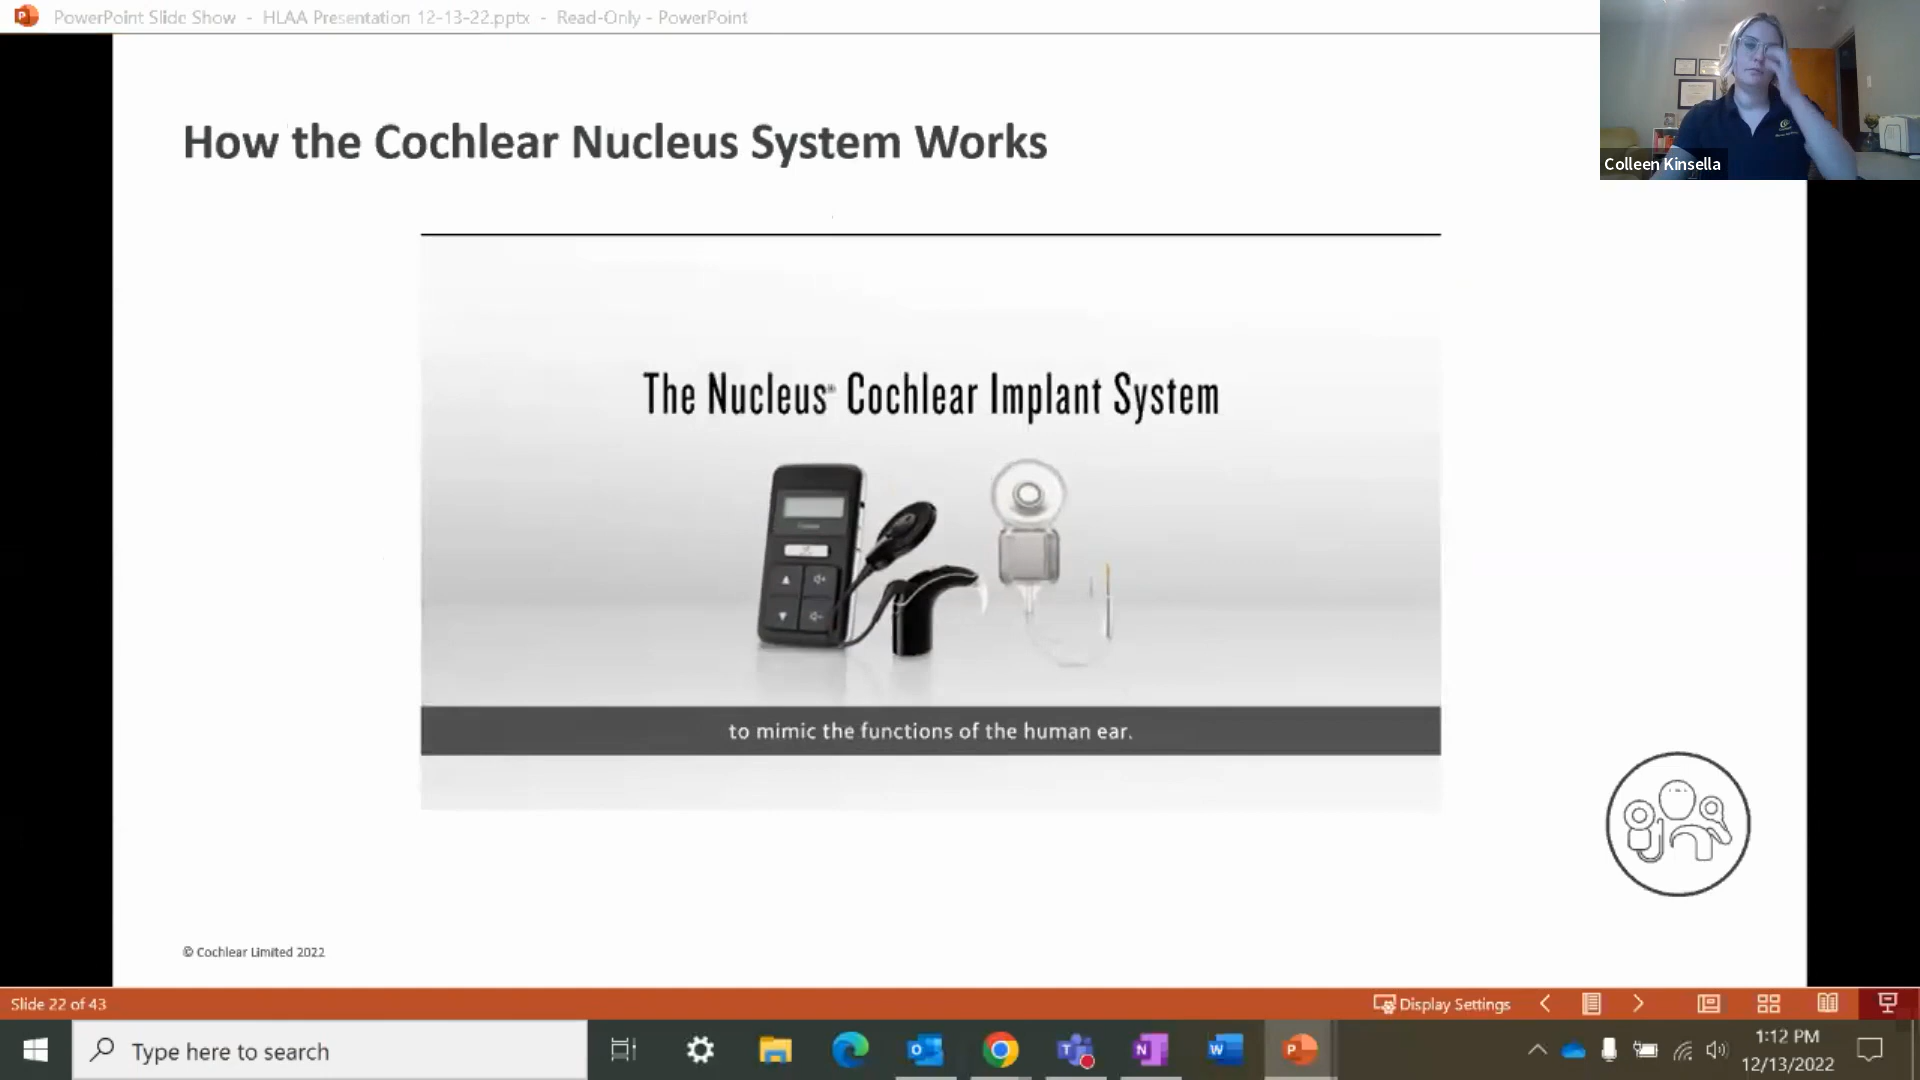 PowerPoint Slide Show - HLAA Presentation 12-13-22.pptx - Read-Only - PowerPoint
Colleen Kinsella
How the Cochlear Nucleus System Works
The Nucleus® Cochlear Implant System
to mimic the functions of the human ear.
© Cochlear Limited 2022
Slide 22 of 43
Display Settings
Type here to search
1:12 PM
12/13/2022